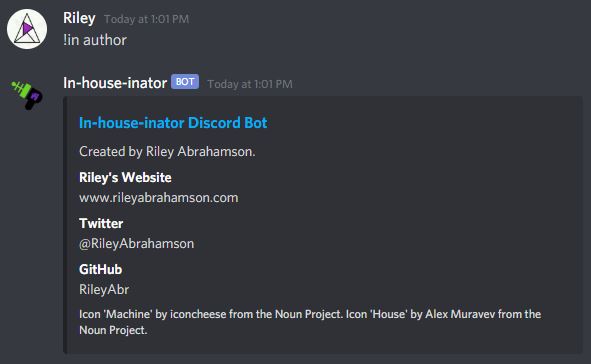 Riley Today at 1:01 PM
!in author
In-house-inator BOT Today at 1:01 PM
In-house-inator Discord Bot
Created by Riley Abrahamson.
Riley's Website
www.rileyabrahamson.com
Twitter
@RileyAbrahamson
GitHub
RileyAbr
Icon 'Machine' by iconcheese from the Noun Project. Icon 'House' by Alex Muravev from the
Noun Project.